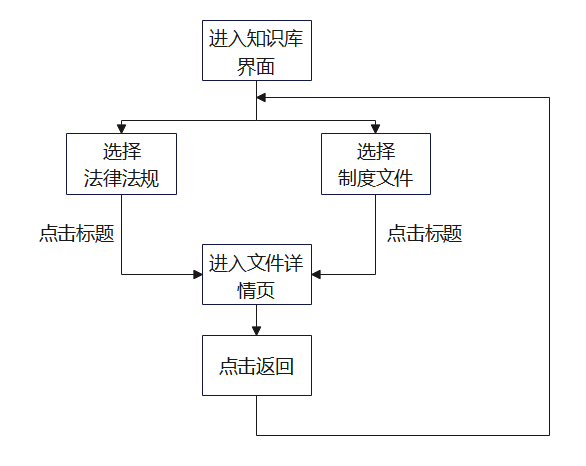 进入知识库
界面
选择
法律法规
选择
制度文件
点击标题
点击标题
进入文件详
情页
点击返回